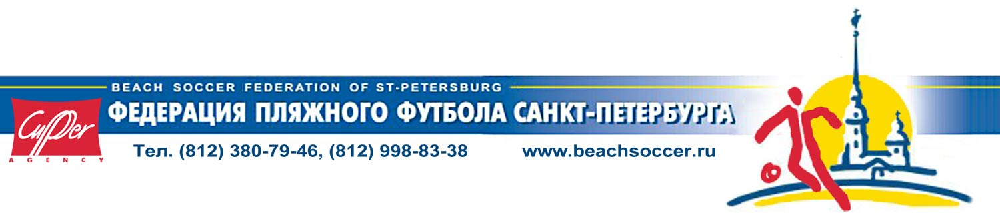 BEACH SOCCER FEDERATION OF ST-PETERSBURG
ФЕДЕРАЦИЯ ПЛЯЖНОГО ФУТБОЛА САНКТ-ПЕТЕРБУРГА
СуперAGENCY
Тел. (812) 380-79-46, (812) 998-83-38 www.beachsoccer.ru